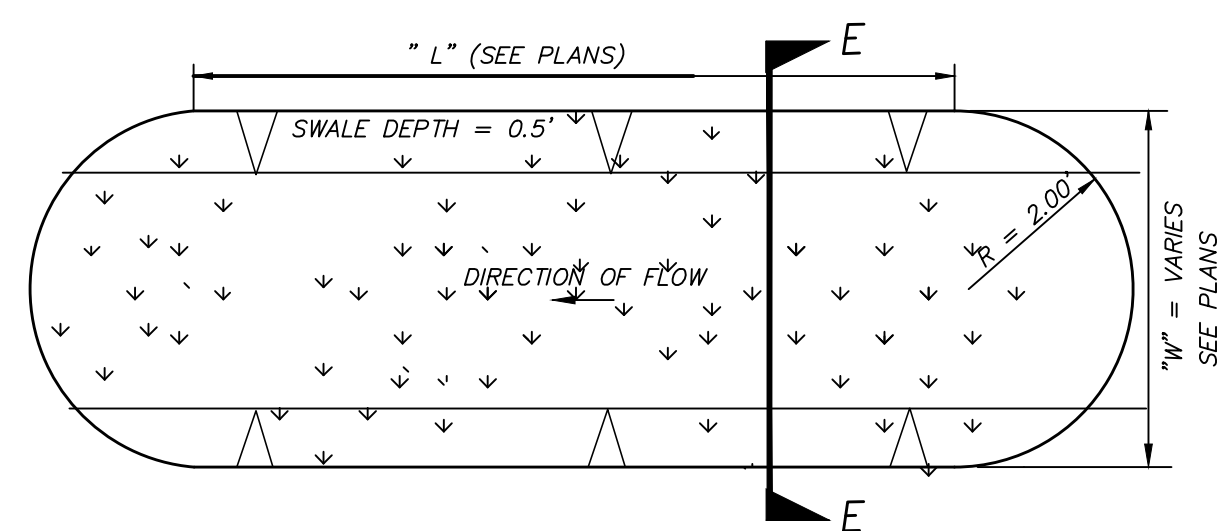 E
" L" (SEE PLANS)
SWALE DEPTH = 0.5'
R = 2.00'
DIRECTION OF FLOW
"W" = VARIES
SEE PLANS
E